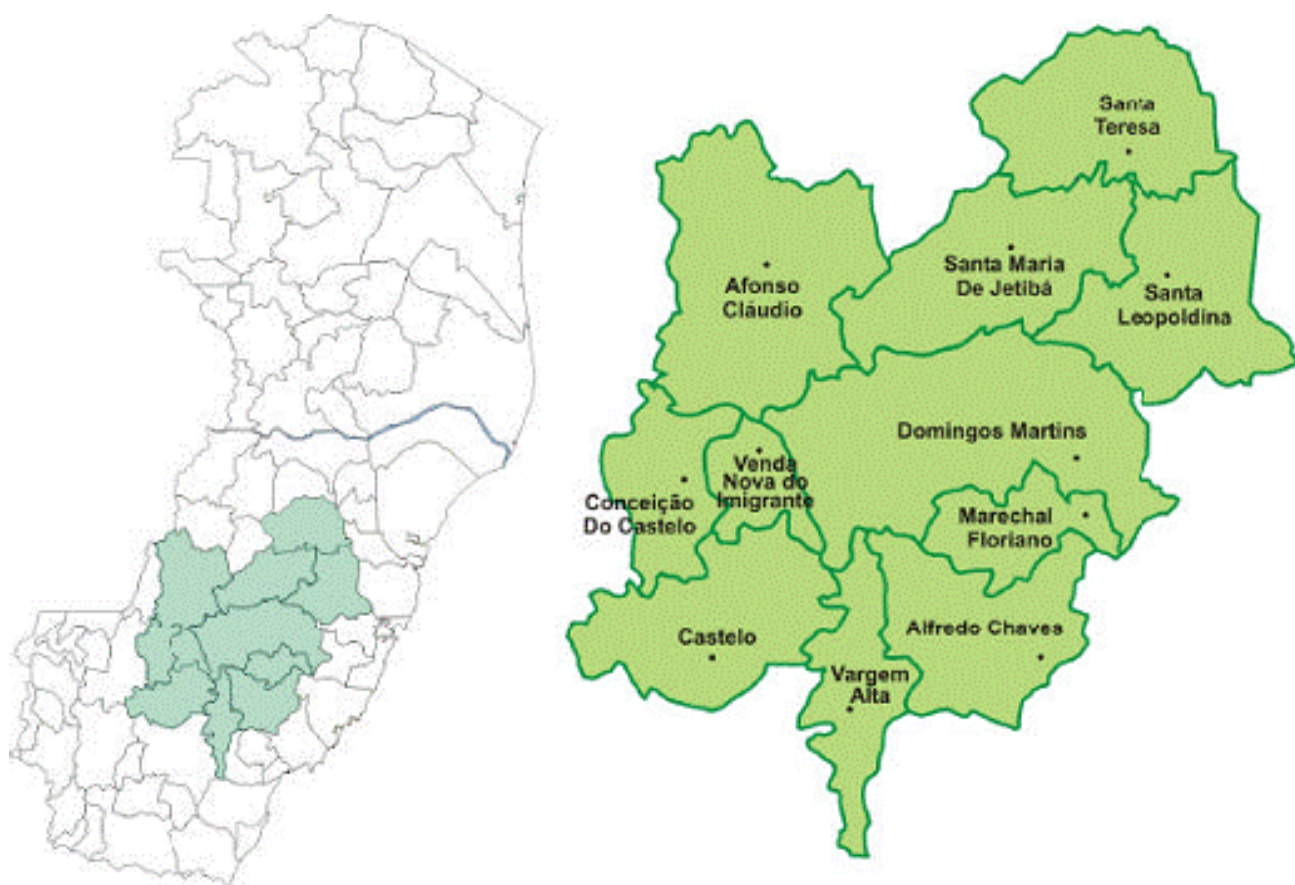 Santa
Teresa
Afonso
Cláudio
Santa Maria
De Jetibá
Santa
Leopoldina
Domingos Martins
Venda
Nova do
Imigrante
Conceição
Do Castelo
Marechal
Floriano
Castelo
Alfredo Chaves
Vargem
Alta